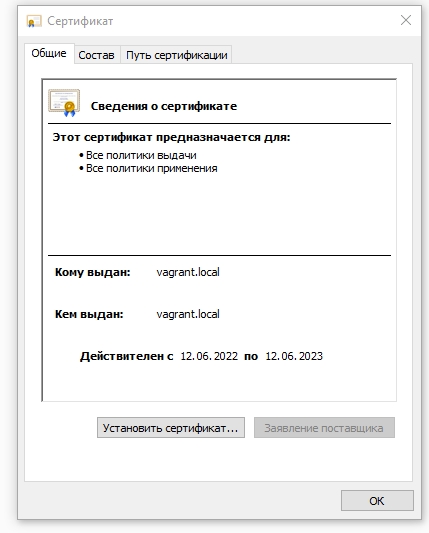 Сертификат
Общие Состав Путь сертификации
Сведения о сертификате
Этот сертификат предназначается для:
• Все политики выдачи
• Все политики применения
Кому выдан: vagrant.local
Кем выдан: vagrant.local
Действителен с 12.06.2022 по 12.06.2023
Установить сертификат... Заявление поставщика
ОК